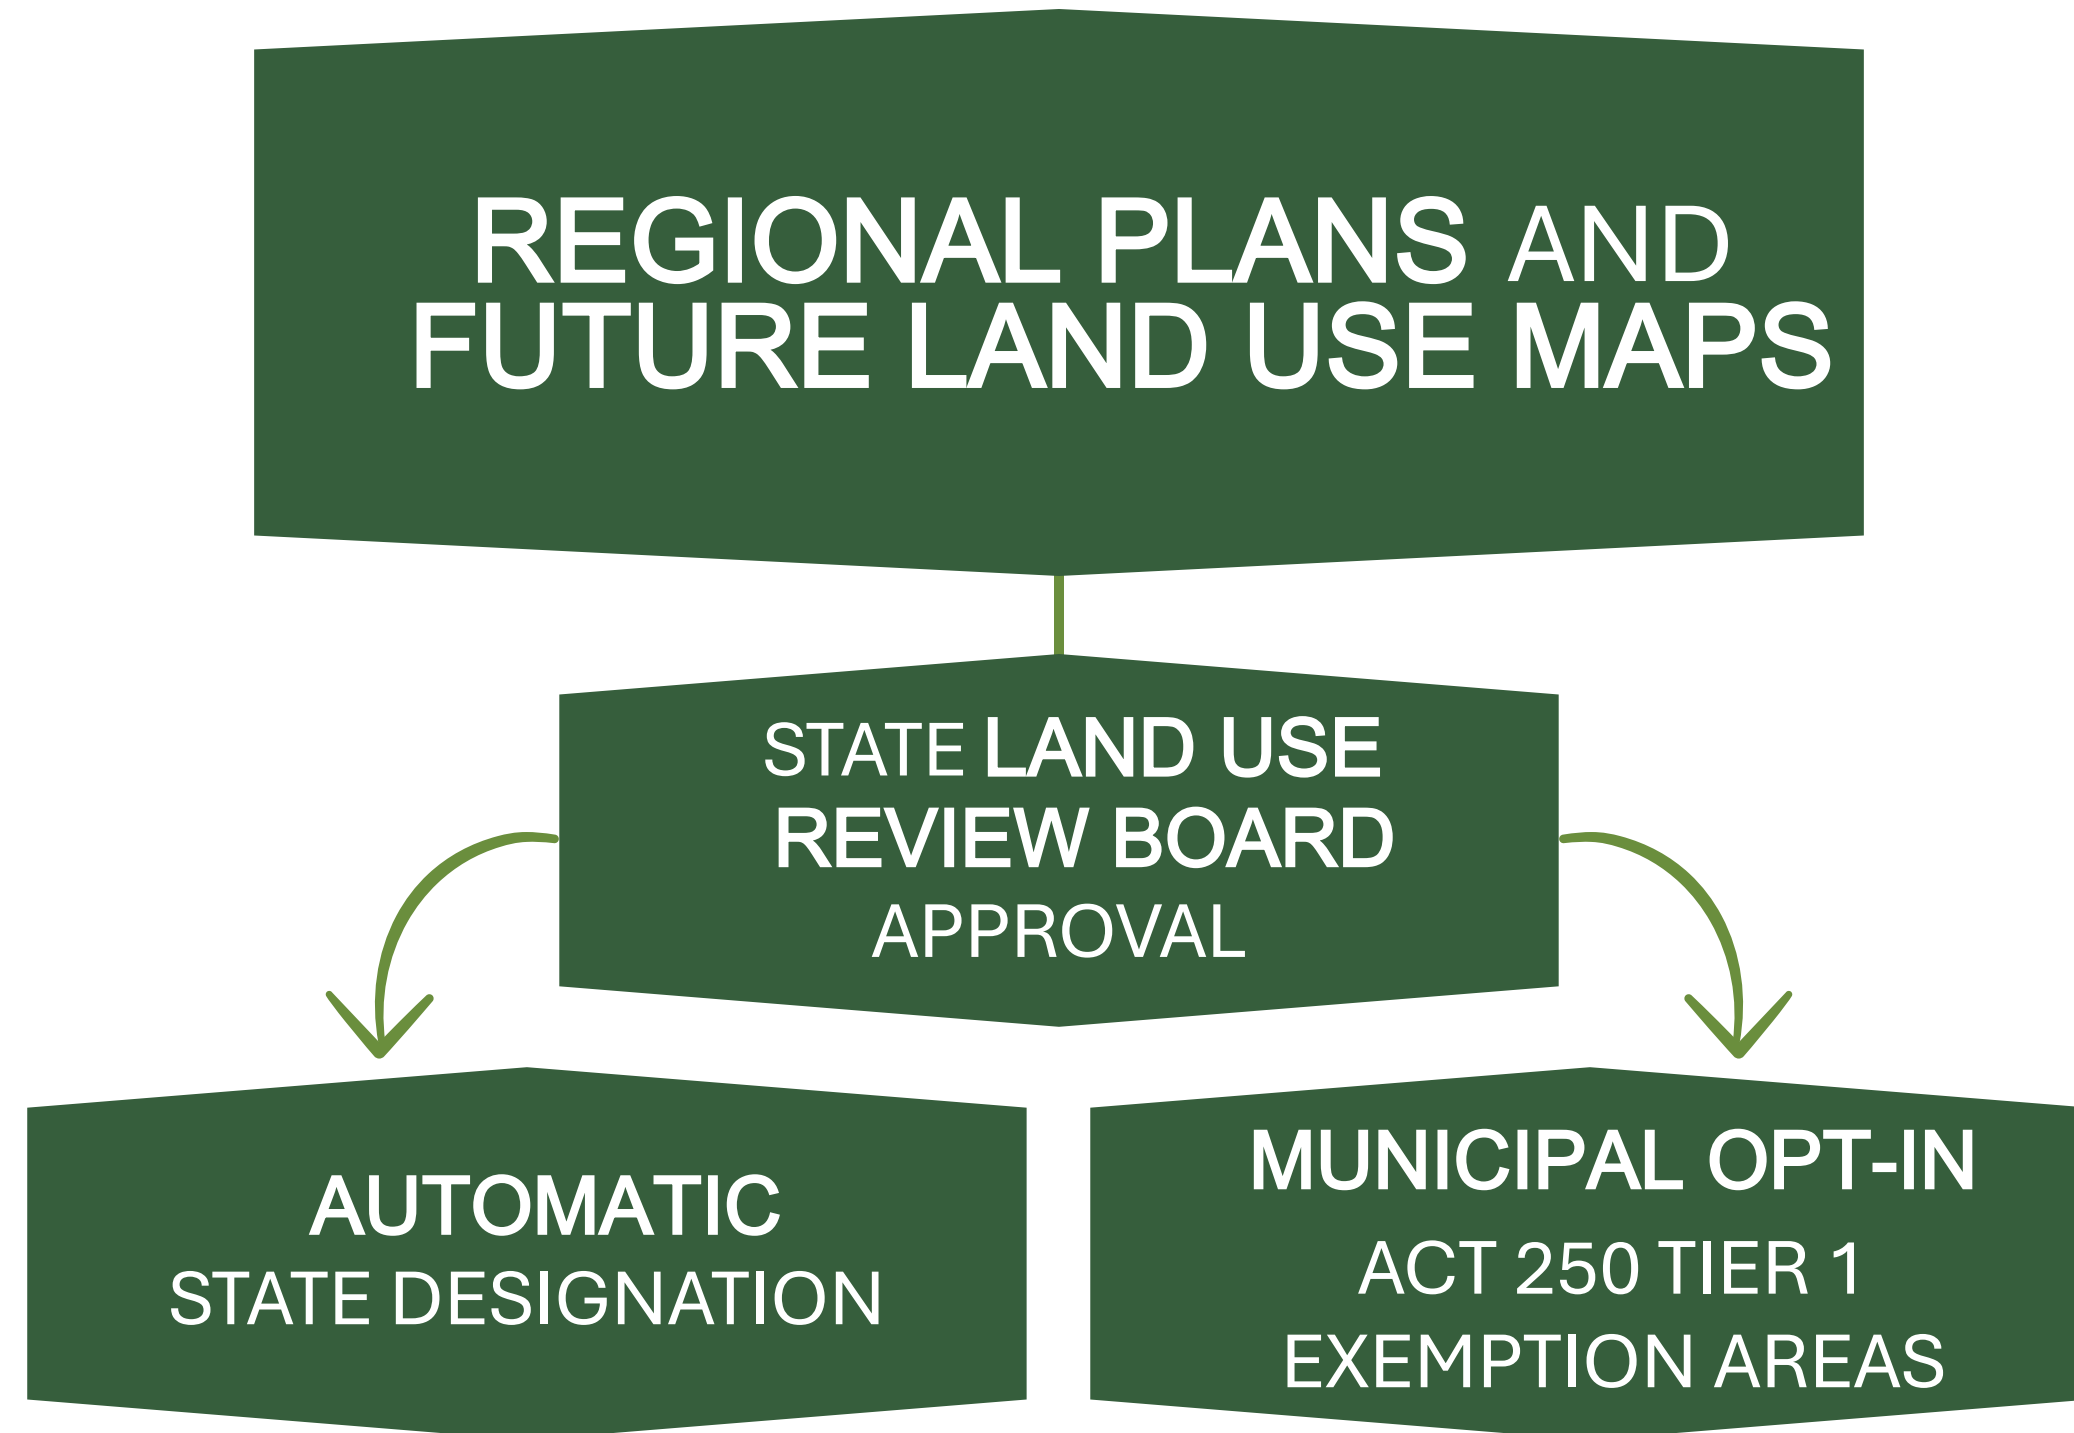 REGIONAL PLANS AND
FUTURE LAND USE MAPS
STATE LAND USE
REVIEW BOARD
APPROVAL
AUTOMATIC
STATE DESIGNATION
MUNICIPAL OPT-IN
ACT 250 TIER 1
EXEMPTION AREAS